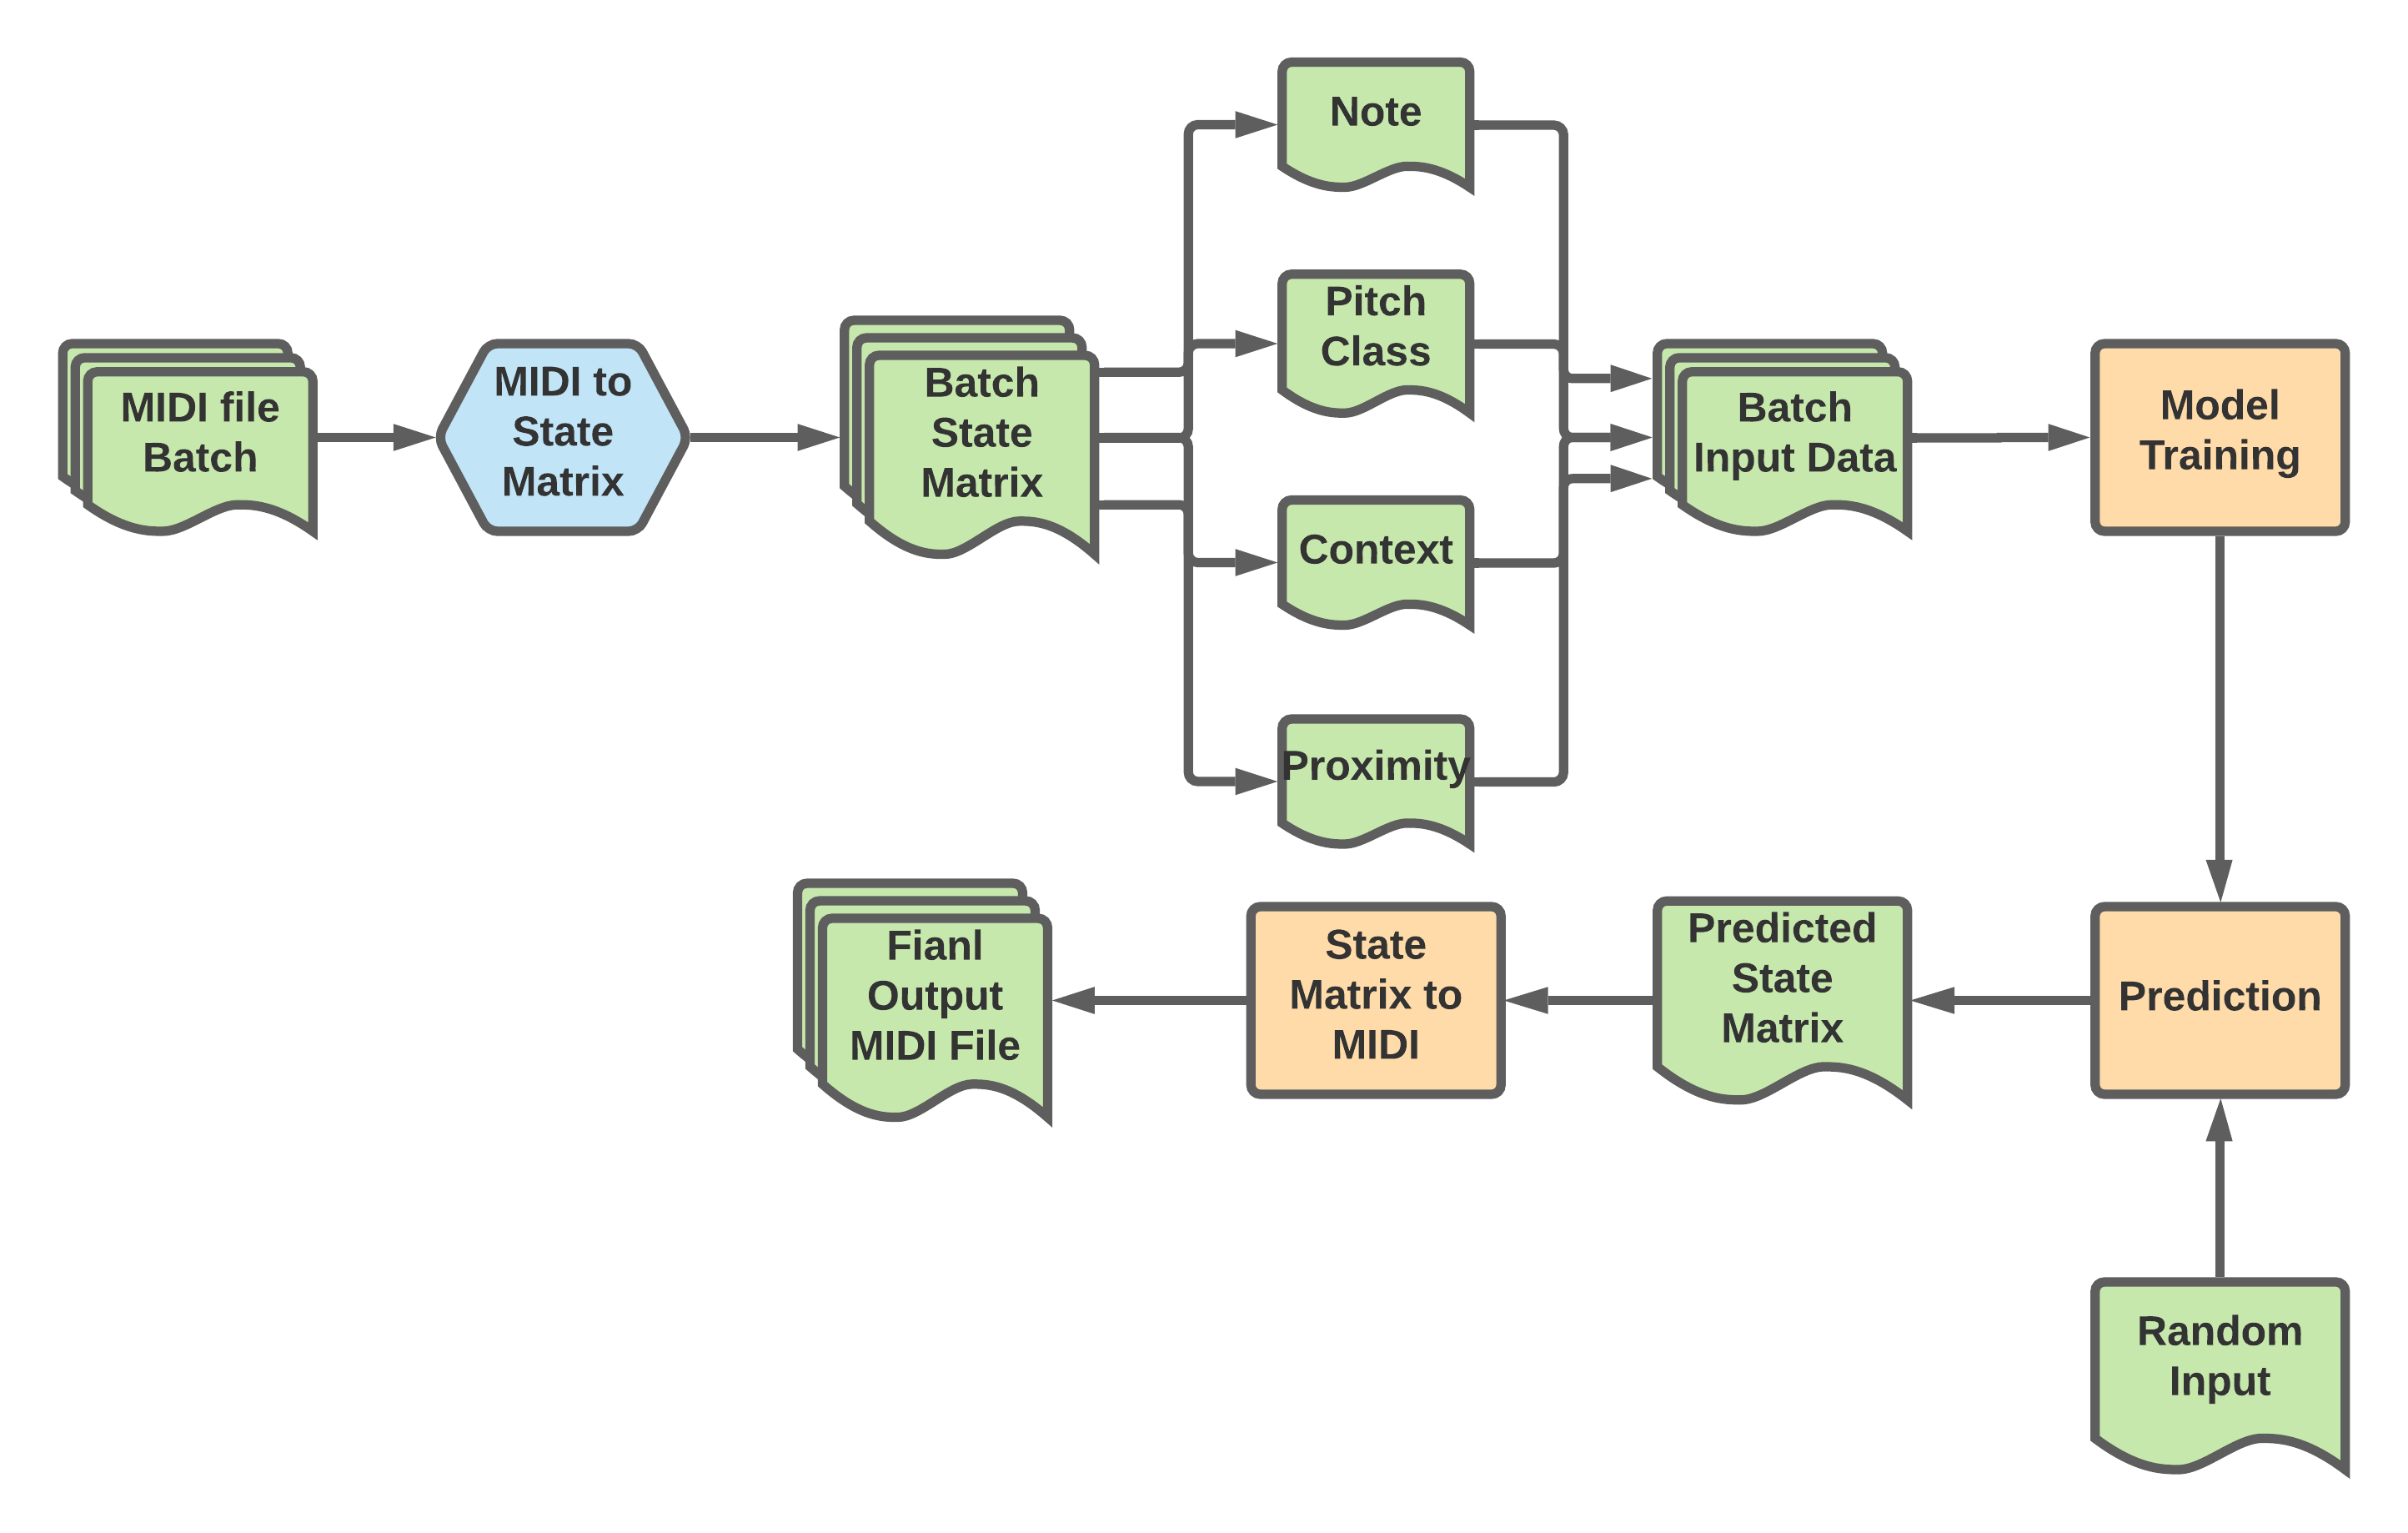 MIDI file
Batch
MIDI to
State
Matrix
Batch
State
Matrix
Note
Pitch
Class
Context
Proximity
Batch
Input Data
Model
Training
Prediction
Predicted
State
Matrix
State
Matrix to
MIDI
Fianl
Output
MIDI File
Random
Input